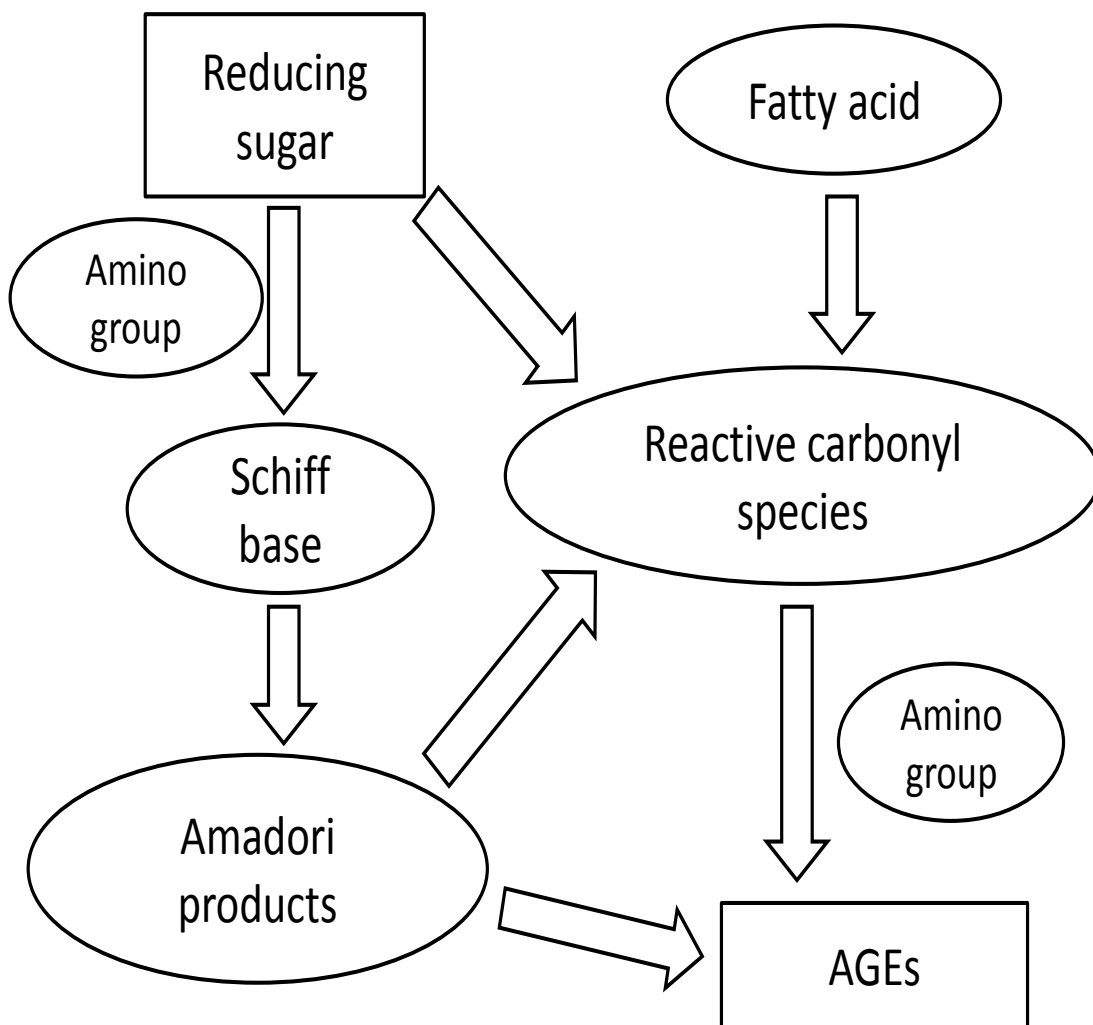 Reducing
sugar
Fatty acid
Amino
group
Schiff
base
Reactive carbonyl
species
Amino
group
Amadori
products
AGEs